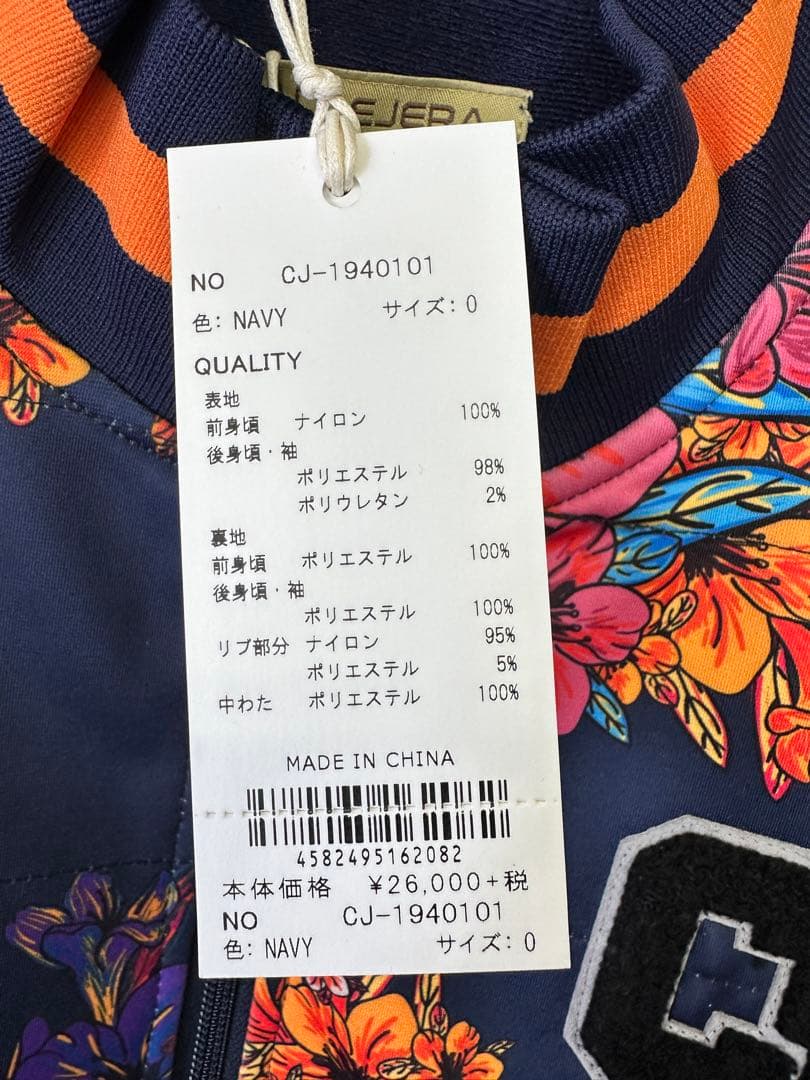 NO CJ-1940101
色: NAVY サイズ: 0
QUALITY
表地
前身頃 ナイロン 100%
後身頃・袖
ポリエステル 98%
ポリウレタン 2%
裏地
前身頃 ポリエステル 100%
後身頃・袖
ポリエステル 100%
リブ部分 ナイロン 95%
ポリエステル 5%
中わた ポリエステル 100%
MADE IN CHINA
4582495162082
本体価格 ¥26,000+税
NO CJ-1940101
色: NAVY サイズ: 0